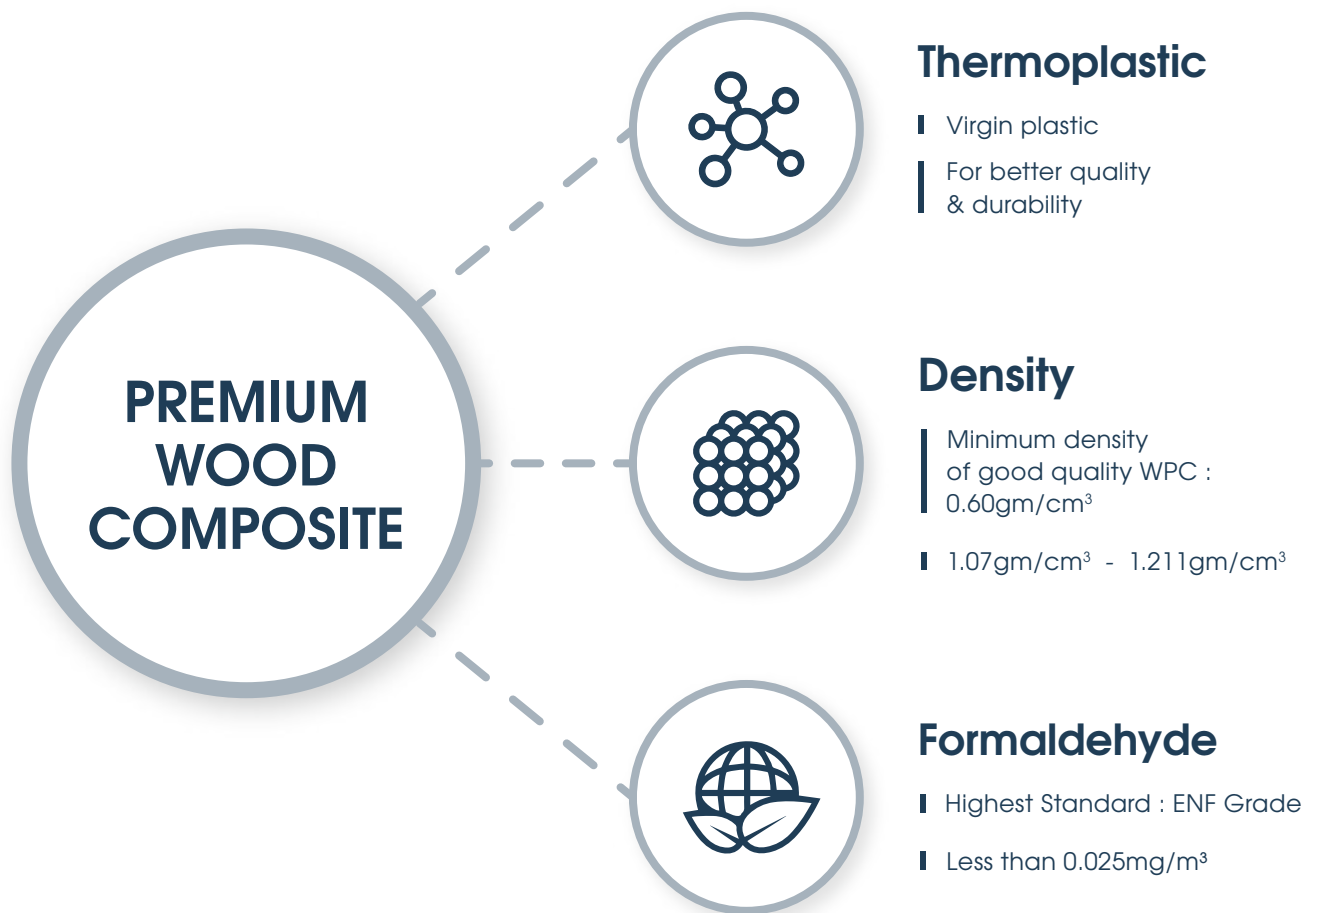 PREMIUM
WOOD
COMPOSITE
Thermoplastic
Virgin plastic
For better quality
& durability
Density
Minimum density
of good quality WPC :
0.60gm/cm³
1.07gm/cm³ - 1.211gm/cm³
Formaldehyde
Highest Standard : ENF Grade
Less than 0.025mg/m³